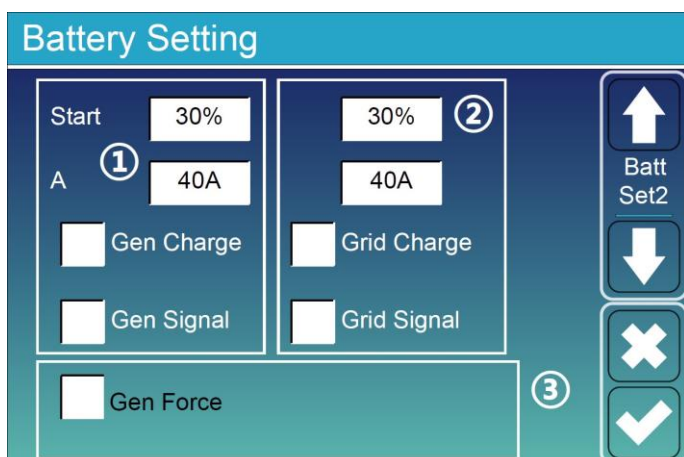 Battery Setting
Start 30% 30% ②
A ① 40A 40A
Gen Charge Grid Charge
Gen Signal Grid Signal
Gen Force ③
Batt
Set2